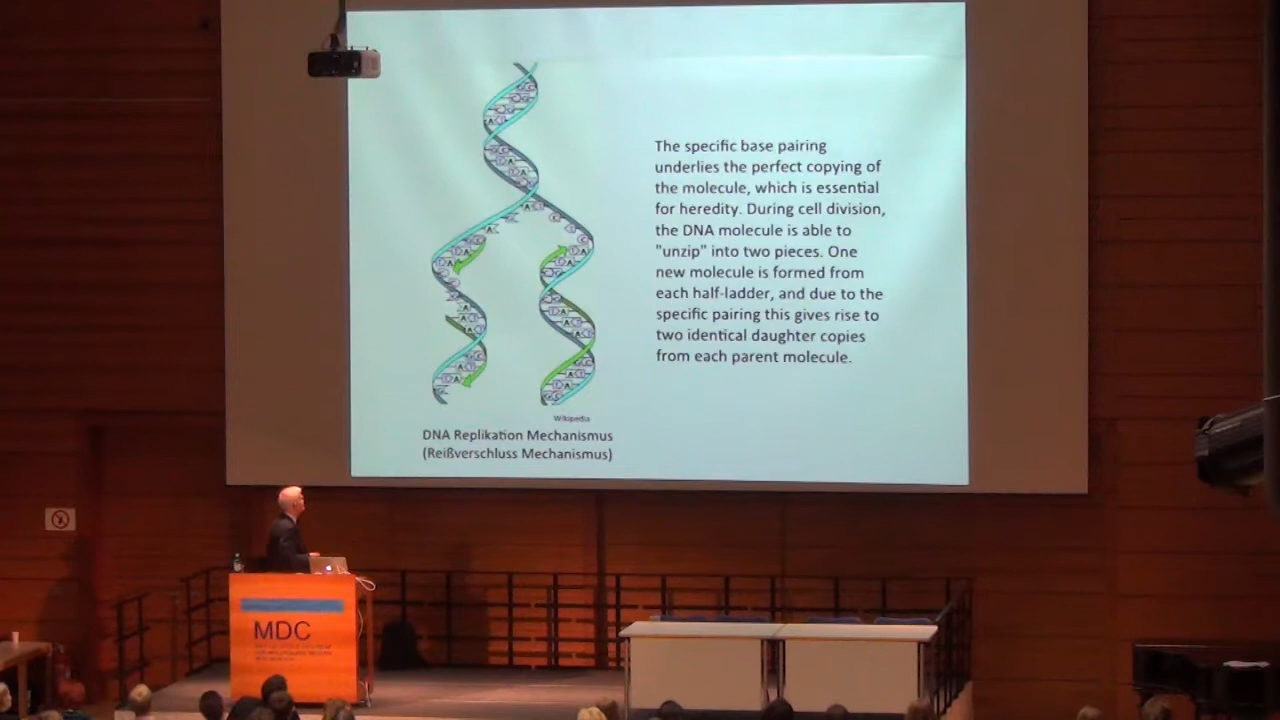 The specific base pairing
underlies the perfect copying of
the molecule, which is essential
for heredity. During cell division,
the DNA molecule is able to
"unzip" into two pieces. One
new molecule is formed from
each half-ladder, and due to the
specific pairing this gives rise to
two identical daughter copies
from each parent molecule.
Wikipedia
DNA Replikation Mechanismus
(Reißverschluss Mechanismus)
MDC